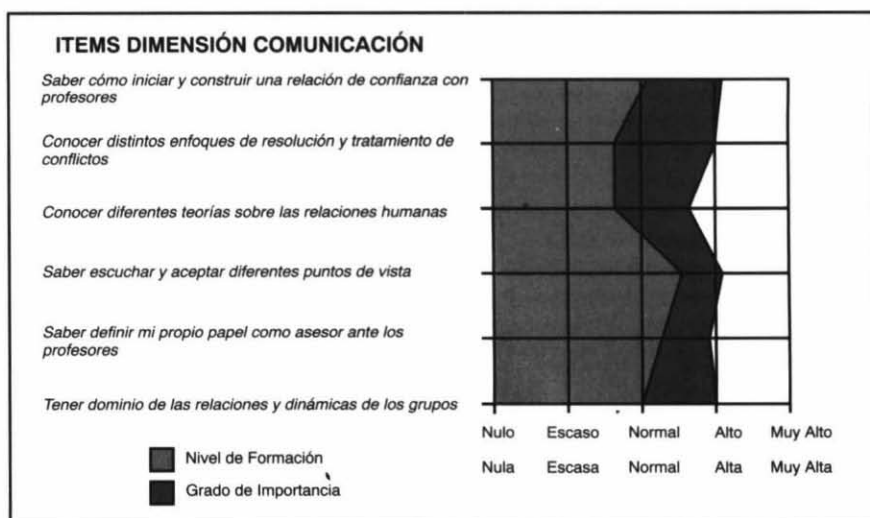 ITEMS DIMENSIÓN COMUNICACIÓN
Saber cómo iniciar y construir una relación de confianza con
profesores
Conocer distintos enfoques de resolución y tratamiento de
conflictos
Conocer diferentes teorías sobre las relaciones humanas
Saber escuchar y aceptar diferentes puntos de vista
Saber definir mi propio papel como asesor ante los
profesores
Tener dominio de las relaciones y dinámicas de los grupos
Nulo Escaso Normal Alto Muy Alto
Nula Escasa Normal Alta Muy Alta
Nivel de Formación
Grado de Importancia